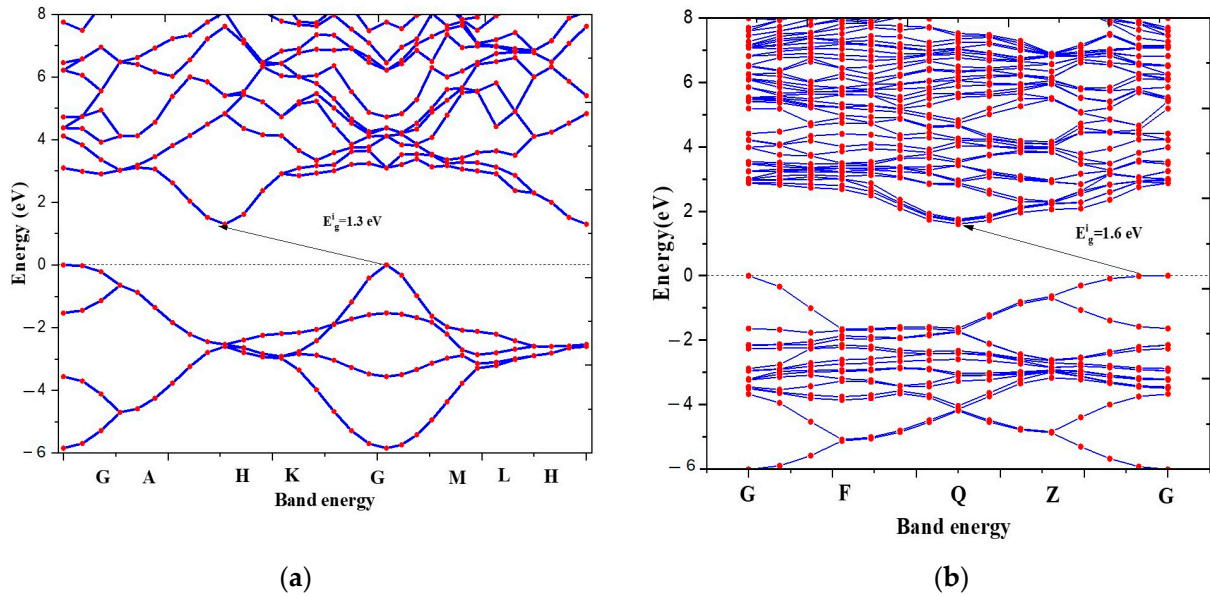 8
6
4
2
0
−2
−4
−6
Energy (eV)
E^i_g=1.3 eV
G A H K G M L H
Band energy
(a)
8
6
4
2
0
−2
−4
−6
Energy(eV)
E^i_g=1.6 eV
G F Q Z G
Band energy
(b)